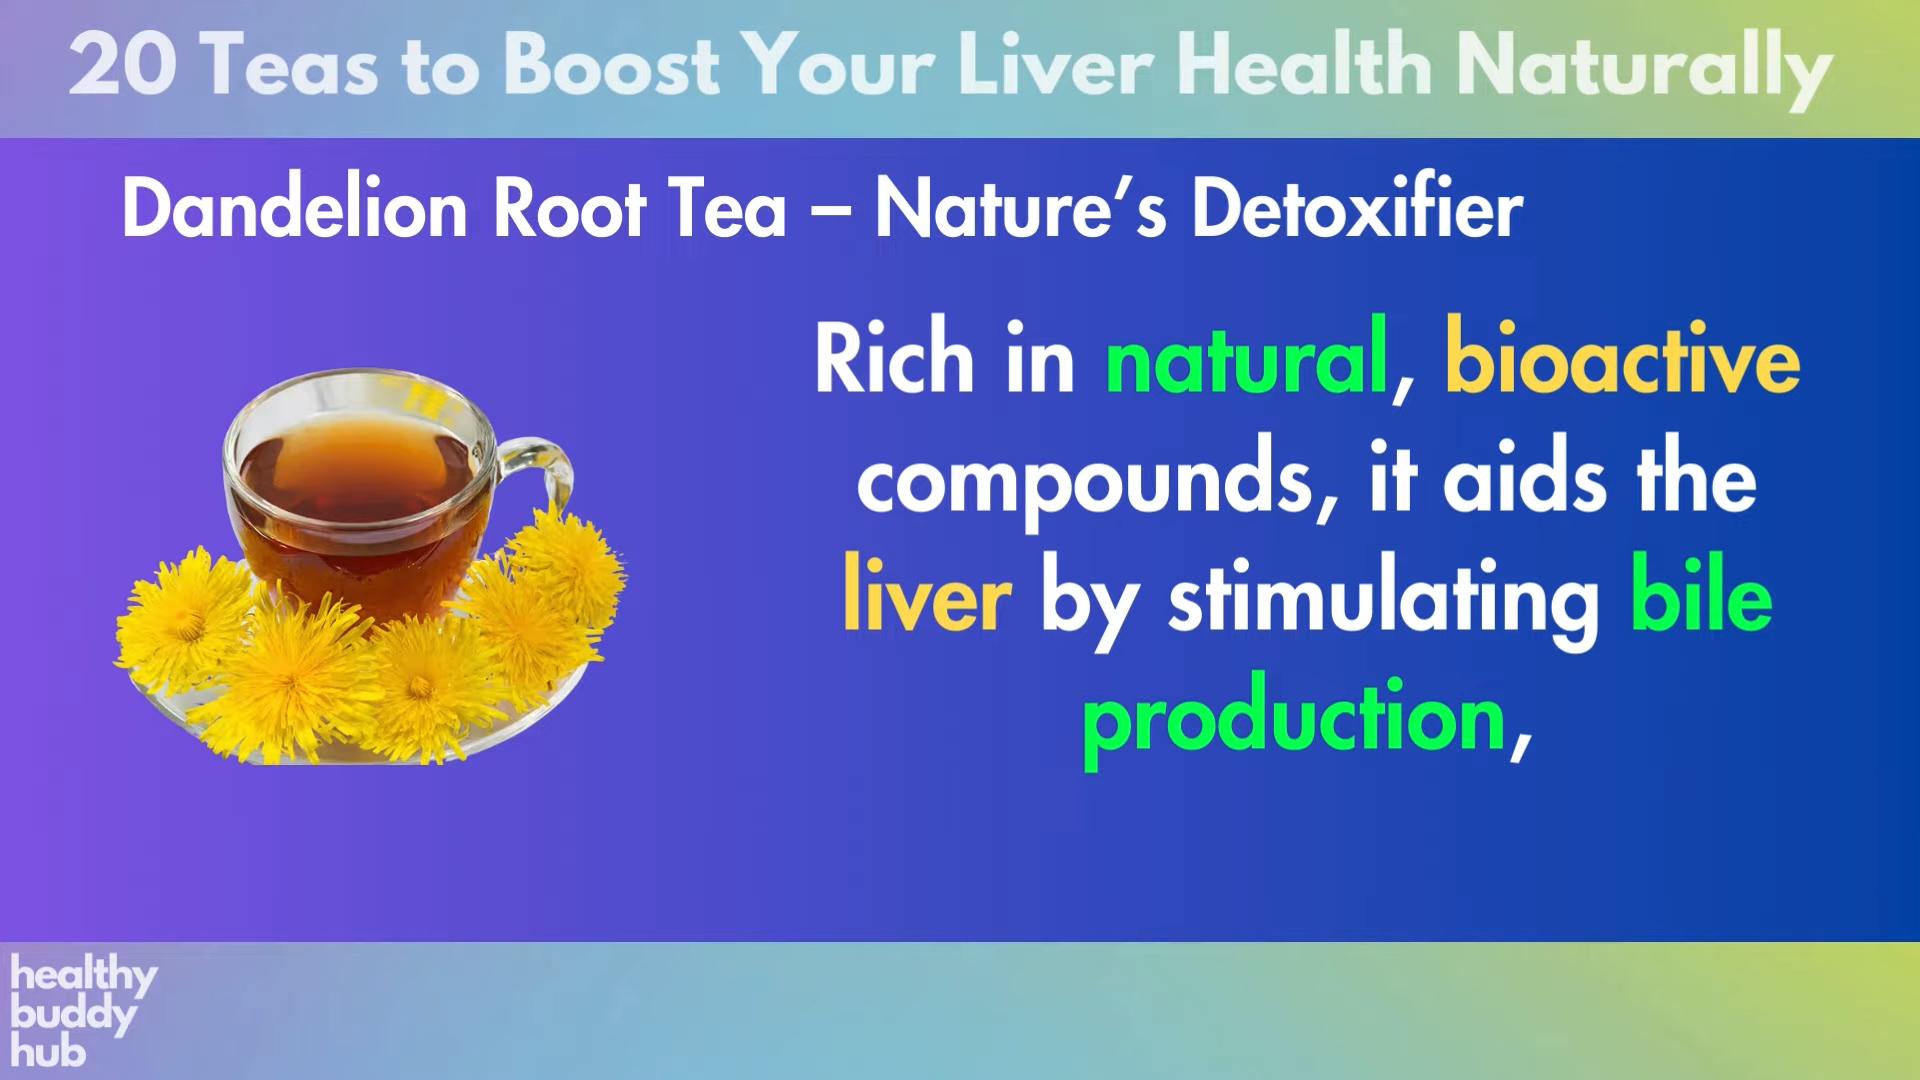 20 Teas to Boost Your Liver Health Naturally
Dandelion Root Tea – Nature’s Detoxifier
Rich in natural, bioactive
compounds, it aids the
liver by stimulating bile
production,
healthy
buddy
hub